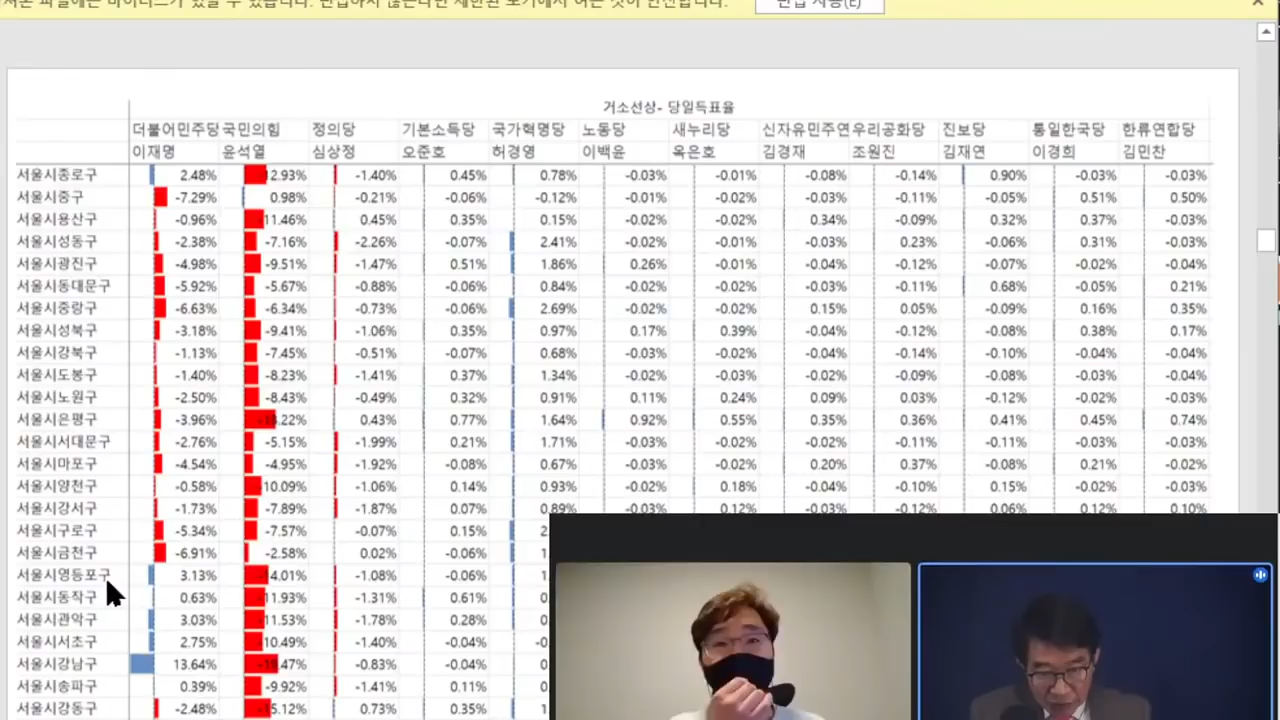 편집 사용(E)
거소선상- 당일득표율
더불어민주당 국민의힘 정의당 기본소득당 국가혁명당 노동당 새누리당 신자유민주연 우리공화당 진보당 통일한국당 한류연합당
이재명 윤석열 심상정 오준호 허경영 이백윤 옥은호 김경재 조원진 김재연 이경희 김민찬
서울시종로구 2.48% 2.93% -1.40% 0.45% 0.78% -0.03% -0.01% -0.08% -0.14% 0.90% -0.03% -0.03%
서울시중구 -7.29% 0.98% -0.21% -0.06% -0.12% -0.01% -0.02% -0.03% -0.11% -0.05% 0.51% 0.50%
서울시용산구 -0.96% 11.46% 0.45% 0.35% 0.15% -0.02% -0.02% 0.34% -0.09% 0.32% 0.37% -0.03%
서울시성동구 -2.38% -7.16% -2.26% -0.07% 2.41% -0.02% -0.01% -0.03% 0.23% -0.06% 0.31% -0.03%
서울시광진구 -4.98% -9.51% -1.47% 0.51% 1.86% 0.26% -0.01% -0.04% -0.12% -0.07% -0.02% -0.04%
서울시동대문구 -5.92% -5.67% -0.88% -0.06% 0.84% -0.02% -0.02% -0.03% -0.11% 0.68% -0.05% 0.21%
서울시중랑구 -6.63% -6.34% -0.73% -0.06% 2.69% -0.02% -0.02% 0.15% 0.05% -0.09% 0.16% 0.35%
서울시성북구 -3.18% -9.41% -1.06% 0.35% 0.97% 0.17% 0.39% -0.04% -0.12% -0.08% 0.38% 0.17%
서울시강북구 -1.13% -7.45% -0.51% -0.07% 0.68% -0.03% -0.02% -0.04% -0.14% -0.10% -0.04% -0.04%
서울시도봉구 -1.40% -8.23% -1.41% 0.37% 1.34% -0.02% -0.03% -0.02% -0.09% -0.08% -0.03% -0.04%
서울시노원구 -2.50% -8.43% -0.49% 0.32% 0.91% 0.11% 0.24% 0.09% 0.03% -0.12% -0.02% -0.03%
서울시은평구 -3.96% 3.22% 0.43% 0.77% 1.64% 0.92% 0.55% 0.35% 0.36% 0.41% 0.45% 0.74%
서울시서대문구 -2.76% -5.15% -1.99% 0.21% 1.71% -0.03% -0.02% -0.02% -0.11% -0.11% -0.03% -0.03%
서울시마포구 -4.54% -4.95% -1.92% -0.08% 0.67% -0.03% -0.02% 0.20% 0.37% -0.08% 0.21% -0.02%
서울시양천구 -0.58% 10.09% -1.06% 0.14% 0.93% -0.02% 0.18% -0.04% -0.10% 0.15% -0.02% -0.03%
서울시강서구 -1.73% -7.89% -1.87% 0.07% 0.89% -0.03% 0.12% -0.03% -0.12% 0.06% 0.12% 0.10%
서울시구로구 -5.34% -7.57% -0.07% 0.15% 2.
서울시금천구 -6.91% -2.58% 0.02% -0.06% 1.
서울시영등포구 3.13% 4.01% -1.08% -0.06% 1.
서울시동작구 0.63% 11.93% -1.31% 0.61% 0.
서울시관악구 3.03% 11.53% -1.78% 0.28% 0.
서울시서초구 2.75% 10.49% -1.40% -0.04% -0.
서울시강남구 13.64% 9.47% -0.83% -0.04% 0.
서울시송파구 0.39% -9.92% -1.41% 0.11% 0.
서울시강동구 -2.48% 5.12% 0.73% 0.35% 0.